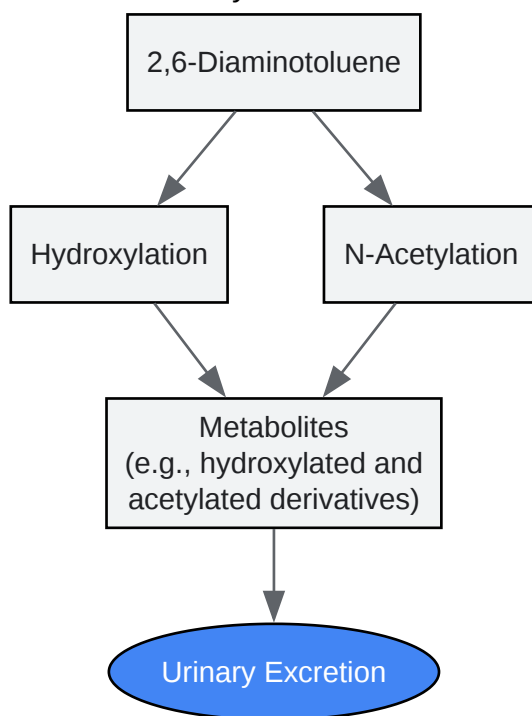 2,6-Diaminotoluene
Hydroxylation
N-Acetylation
Metabolites
(e.g., hydroxylated and
acetylated derivatives)
Urinary Excretion